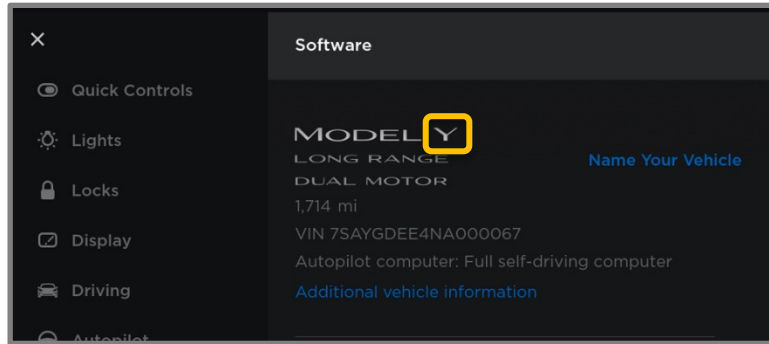 Software
Quick Controls
Lights
Locks
Display
Driving
Autopilot
MODEL Y
LONG RANGE
DUAL MOTOR
Name Your Vehicle
1,714 mi
VIN 7SAYGDEE4NA000067
Autopilot computer: Full self-driving computer
Additional vehicle information